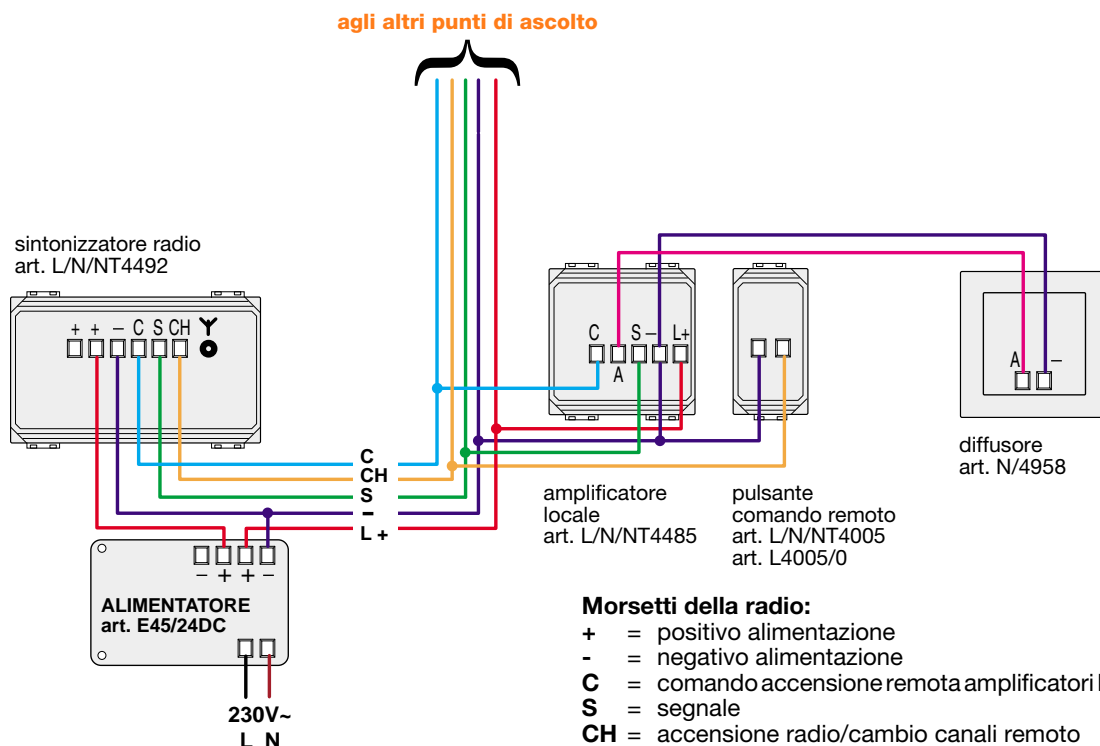 agli altri punti di ascolto
sintonizzatore radio
art. L/N/NT4492
+ + – C S CH
C A S – L+
A –
diffusore
art. N/4958
amplificatore
locale
art. L/N/NT4485
pulsante
comando remoto
art. L/N/NT4005
art. L4005/0
C
CH
S
–
L +
– + + –
ALIMENTATORE
art. E45/24DC
230V~
L N
Morsetti della radio:
+ = positivo alimentazione
- = negativo alimentazione
C = comando accensione remota amplificatori
S = segnale
CH = accensione radio/cambio canali remoto